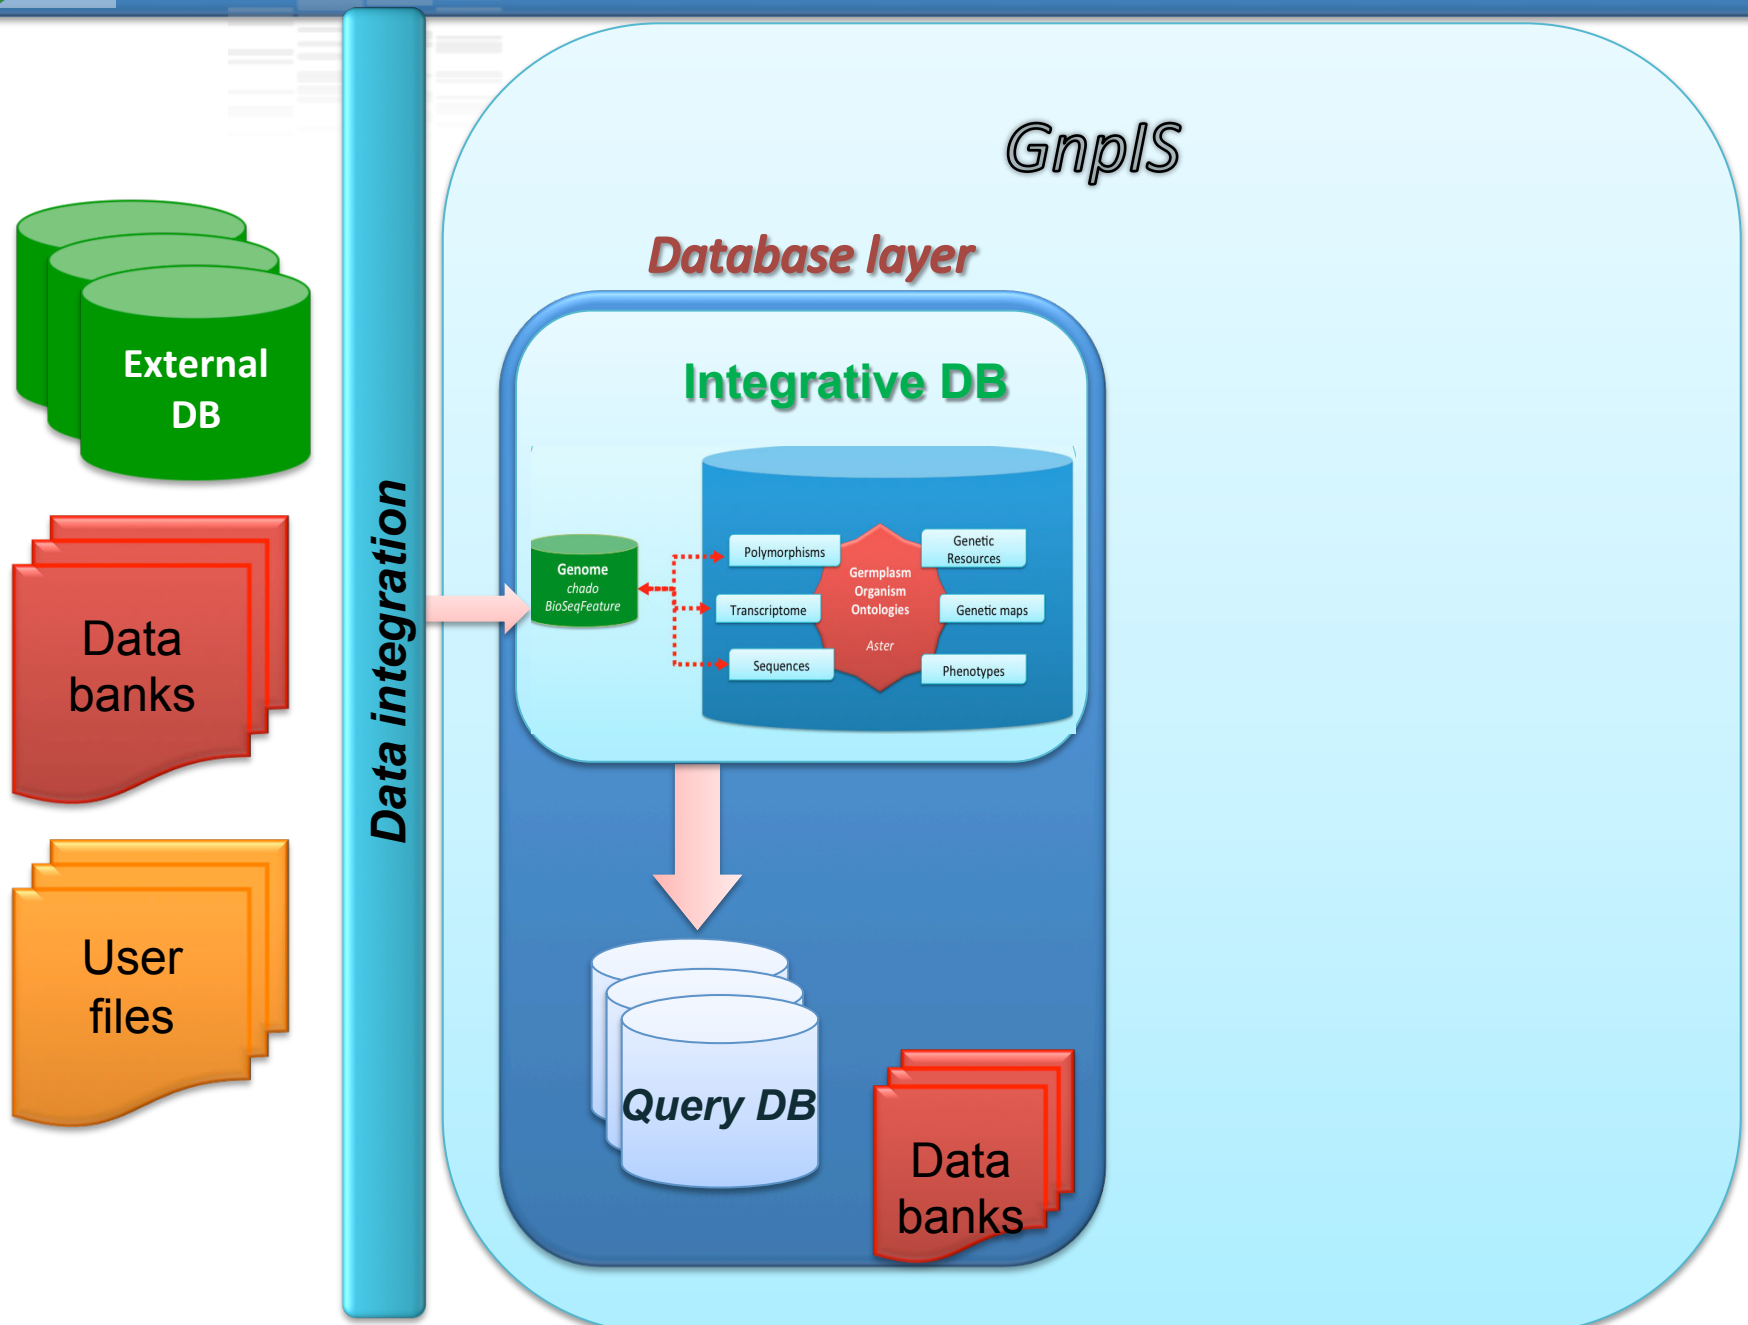 GnpIS
Database layer
External
DB
Data
banks
User
files
Data integration
Integrative DB
Genome
chado
BioSeqFeature
Polymorphisms
Transcriptome
Sequences
Germplasm
Organism
Ontologies
Aster
Genetic
Resources
Genetic maps
Phenotypes
Query DB
Data
banks